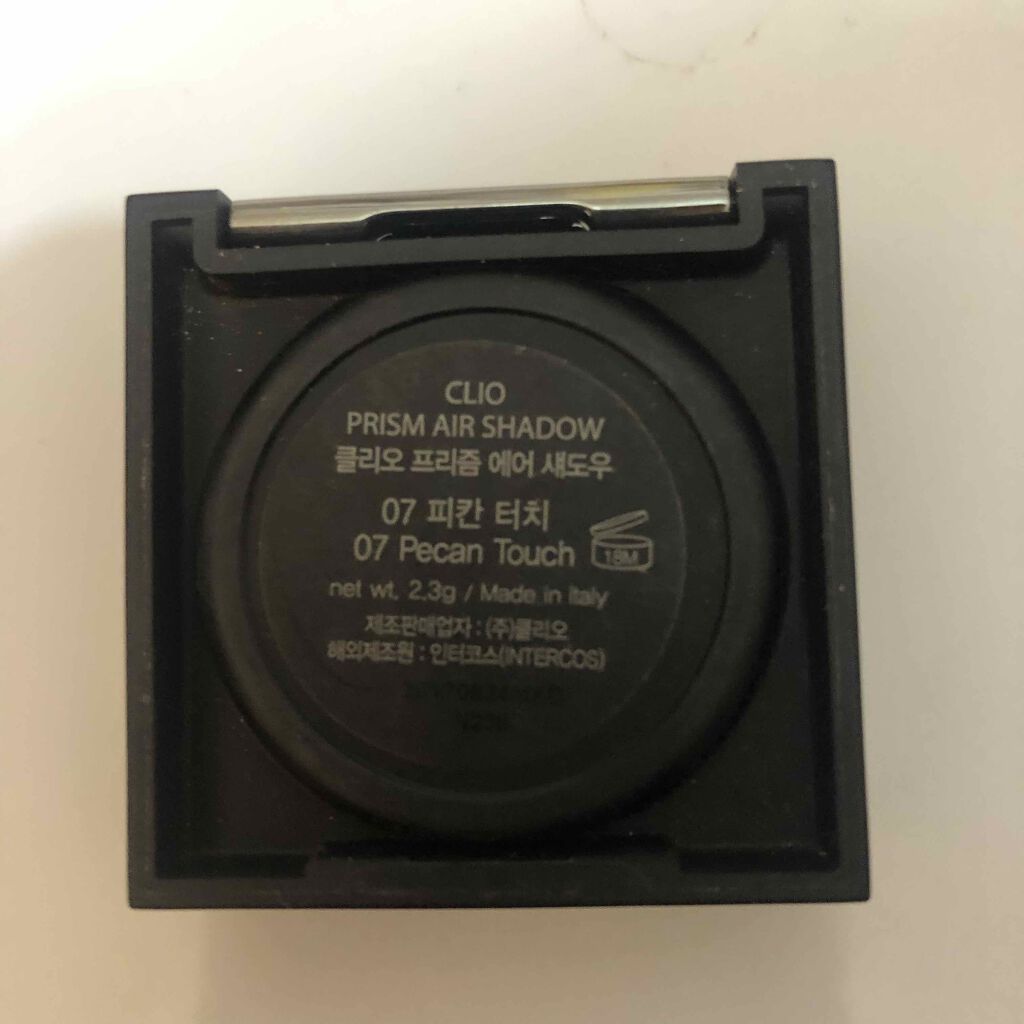 CLIO
PRISM AIR SHADOW
클리오 프리즘 에어 섀도우
07 피칸 터치
07 Pecan Touch
18M
net wt. 2.3g / Made in Italy
제조판매업자 : (주)클리오
해외제조원 : 인터코스(INTERCOS)